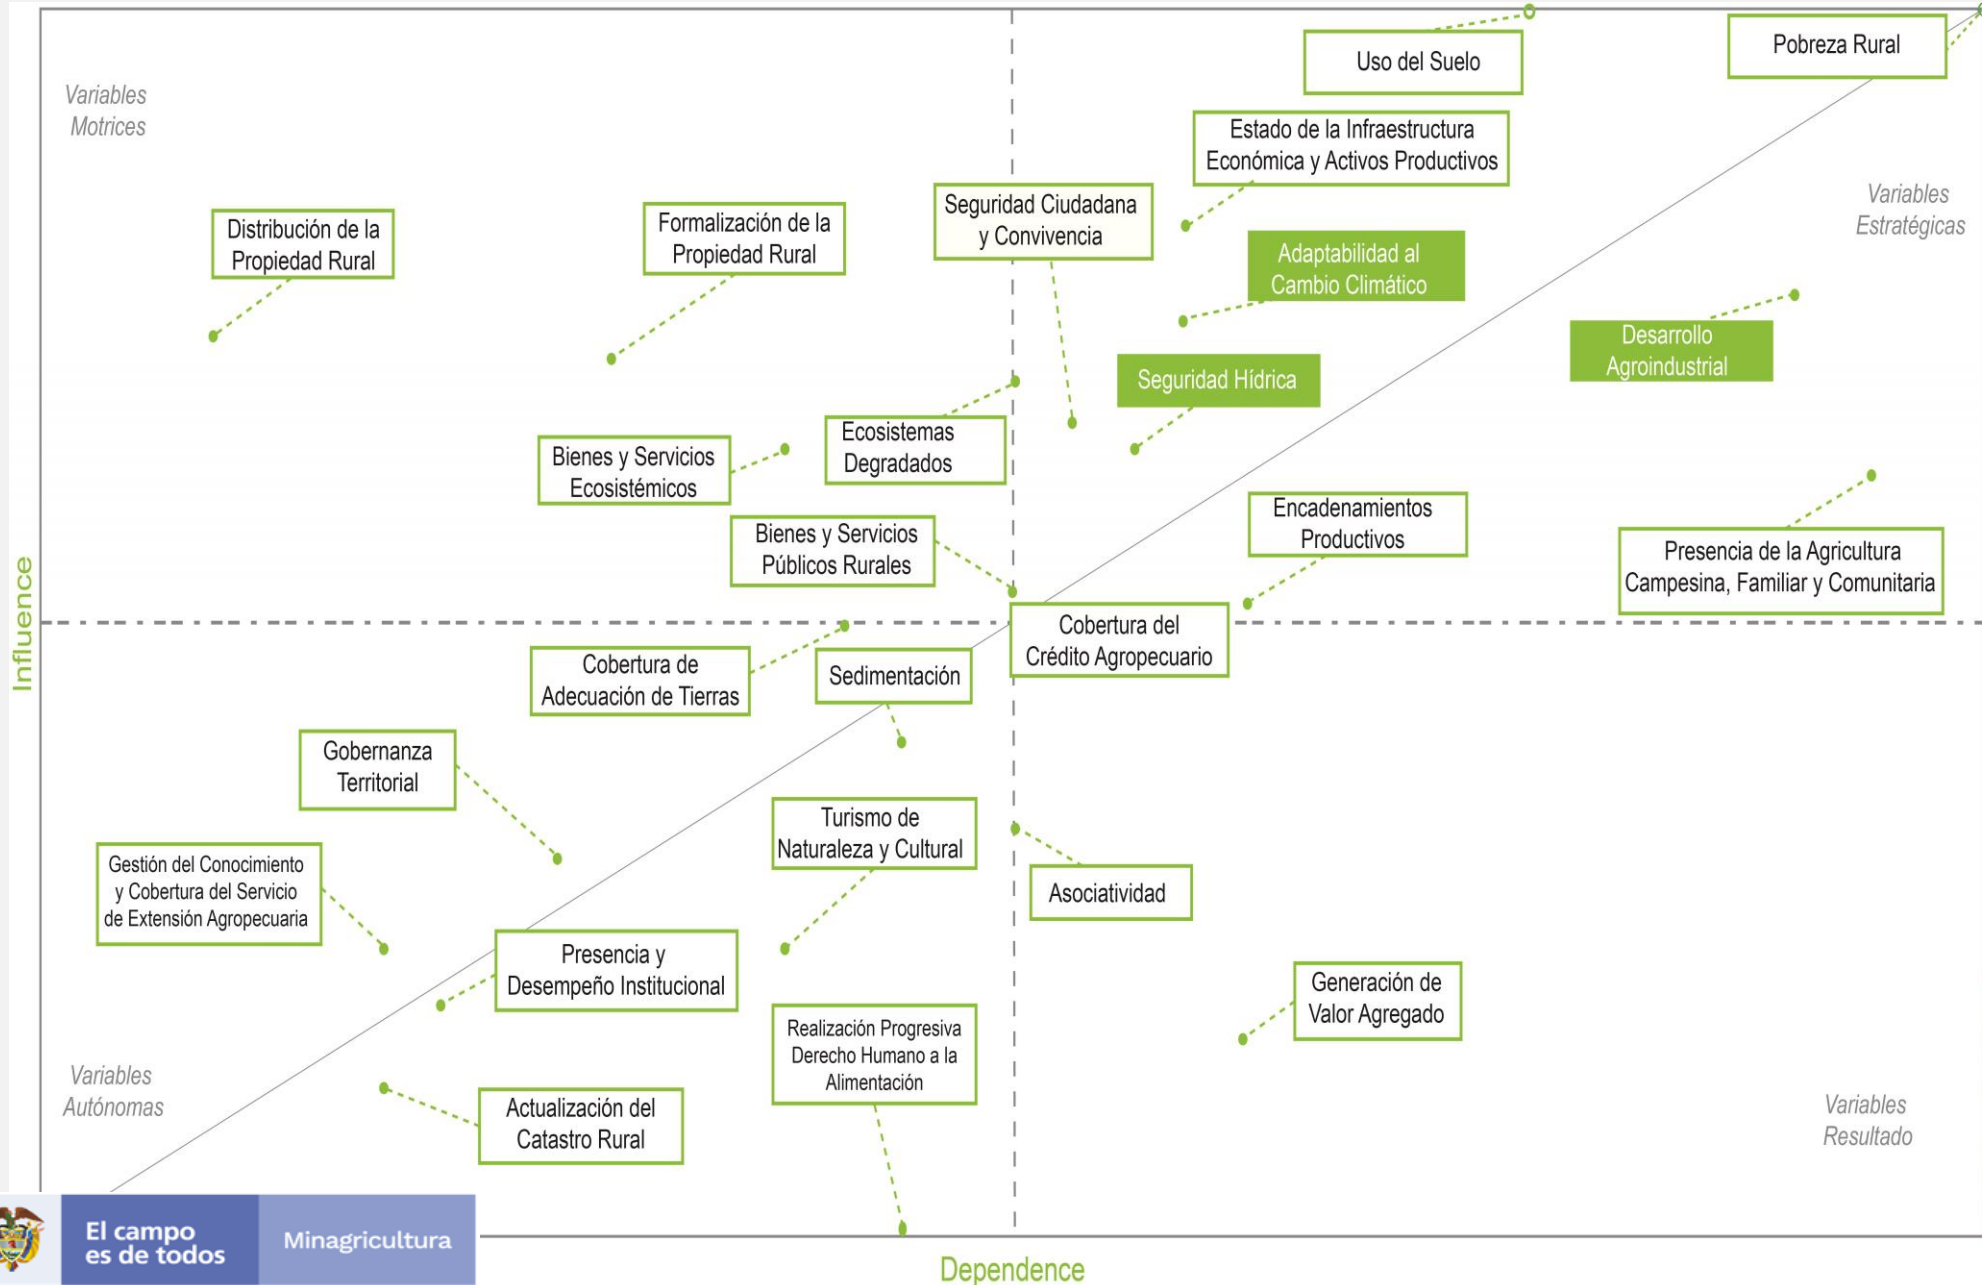 Variables
Motrices
Uso del Suelo
Pobreza Rural
Estado de la Infraestructura
Económica y Activos Productivos
Variables
Estratégicas
Distribución de la
Propiedad Rural
Formalización de la
Propiedad Rural
Seguridad Ciudadana
y Convivencia
Adaptabilidad al
Cambio Climático
Desarrollo
Agroindustrial
Seguridad Hídrica
Ecosistemas
Degradados
Bienes y Servicios
Ecosistémicos
Encadenamientos
Productivos
Bienes y Servicios
Públicos Rurales
Presencia de la Agricultura
Campesina, Familiar y Comunitaria
Influence
Cobertura del
Crédito Agropecuario
Cobertura de
Adecuación de Tierras
Sedimentación
Gobernanza
Territorial
Turismo de
Naturaleza y Cultural
Gestión del Conocimiento
y Cobertura del Servicio
de Extensión Agropecuaria
Asociatividad
Presencia y
Desempeño Institucional
Generación de
Valor Agregado
Realización Progresiva
Derecho Humano a la
Alimentación
Variables
Autónomas
Actualización del
Catastro Rural
Variables
Resultado
El campo
es de todos
Minagricultura
Dependence